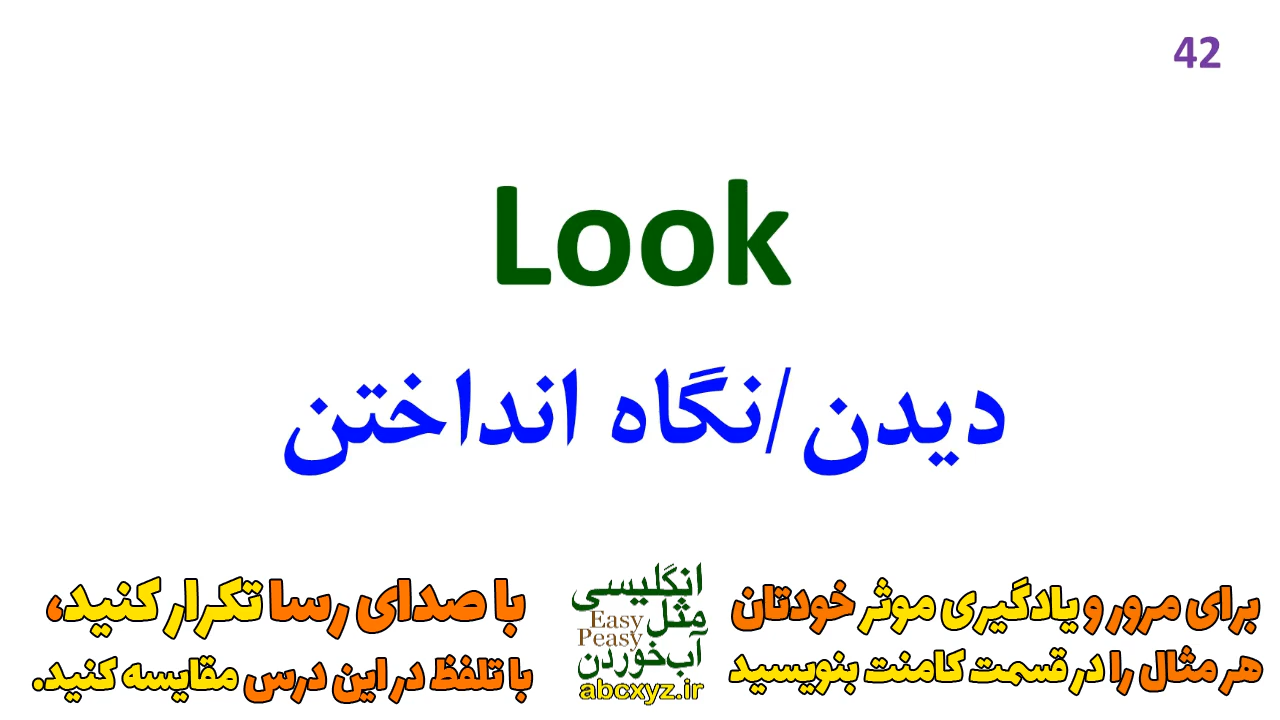 42
Look
دیدن/نگاه انداختن
برای مرور و یادگیری موثر خودتان
هر مثال را در قسمت کامنت بنویسید
انگلیسی
Easy مثل
Peasy
آب‌خوردن
abcxyz.ir
با صدای رسا تکرار کنید،
با تلفظ در این درس مقایسه کنید.